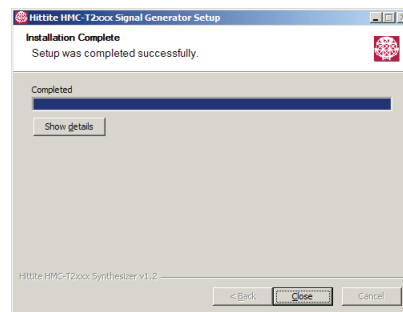 Hittite HMC-T2xxx Signal Generator Setup
Installation Complete
Setup was completed successfully.
Completed
Show details
Hittite HMC-T2xxx Synthesizer v1.2
< Back
Close
Cancel